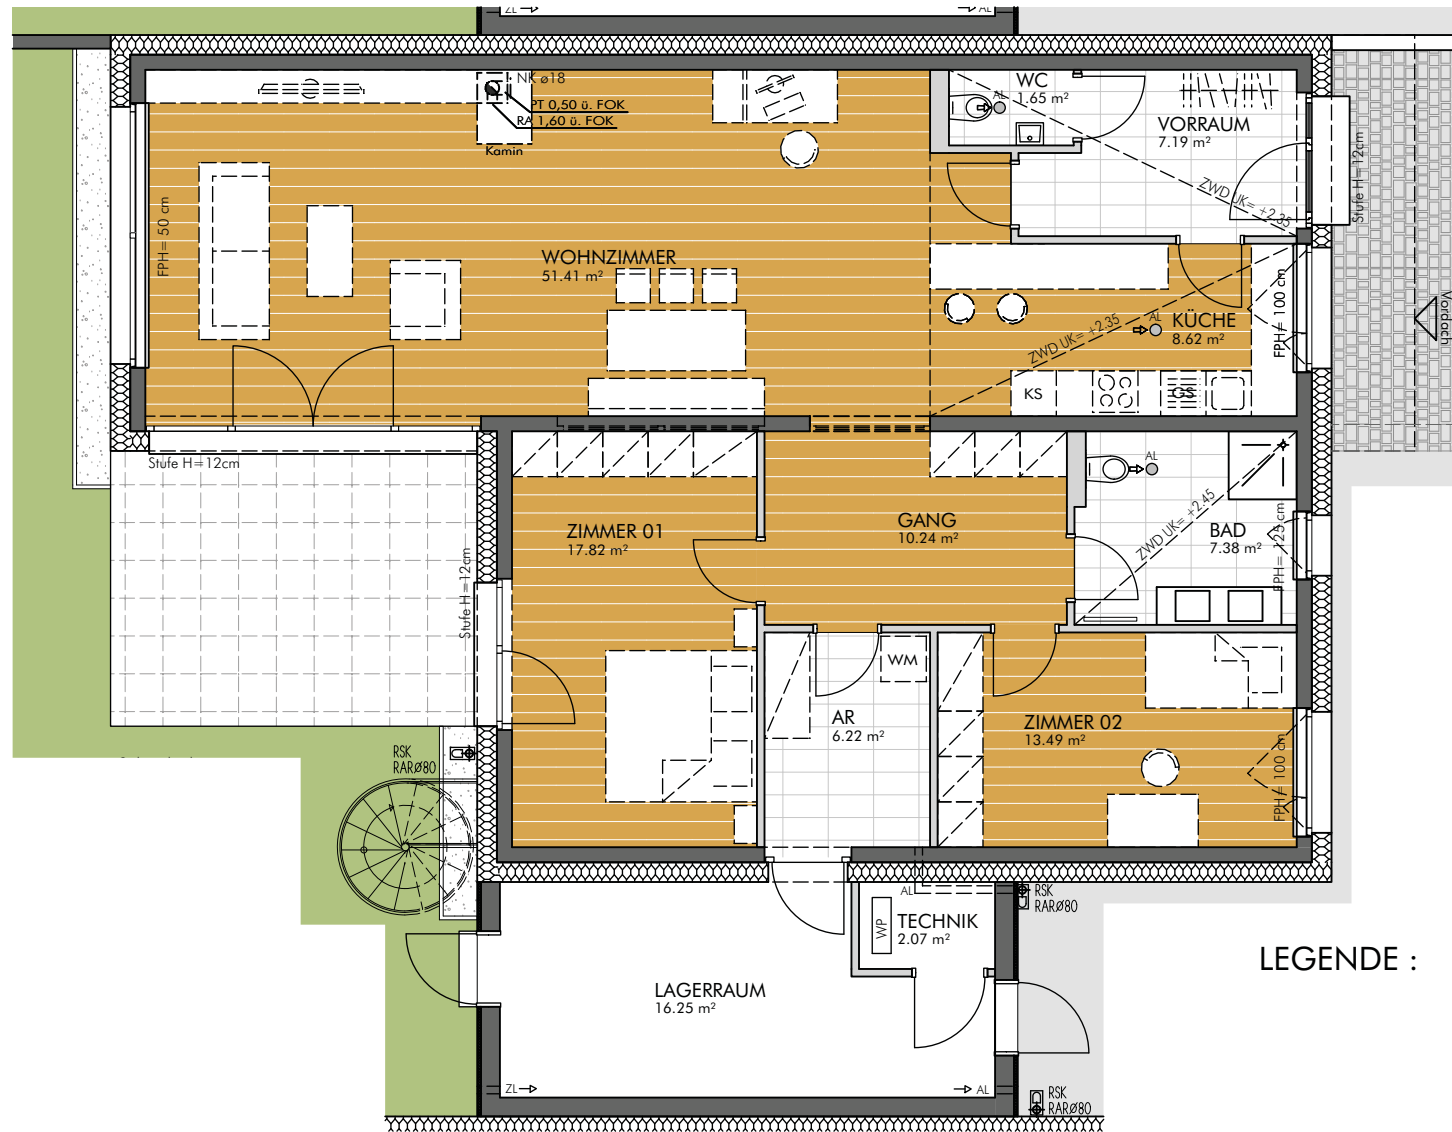 ZL
AL
NK ø18
PT 0,50 ü. FOK
RA 1,60 ü. FOK
Kamin
WC
1.65 m²
AL
VORRAUM
7.19 m²
ZWD UK= +2.35
Stufe H=12cm
FPH= 50 cm
WOHNZIMMER
51.41 m²
ZWD UK= +2.35
AL
KÜCHE
8.62 m²
FPH= 100 cm
Vordach
KS
GS
Stufe H=12cm
ZIMMER 01
17.82 m²
GANG
10.24 m²
AL
ZWD UK= +2.45
BAD
7.38 m²
FPH= 125 cm
Stufe H=12cm
WM
AR
6.22 m²
ZIMMER 02
13.49 m²
FPH= 100 cm
RSK
RARØ80
AL
RSK
RARØ80
WP
TECHNIK
2.07 m²
LEGENDE :
LAGERRAUM
16.25 m²
ZL
AL
RSK
RARØ80